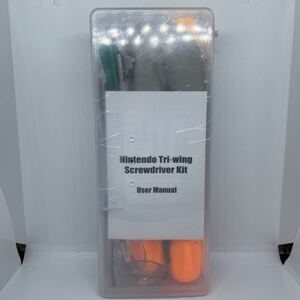 Nintendo Tri-wing
Screwdriver Kit
User Manual